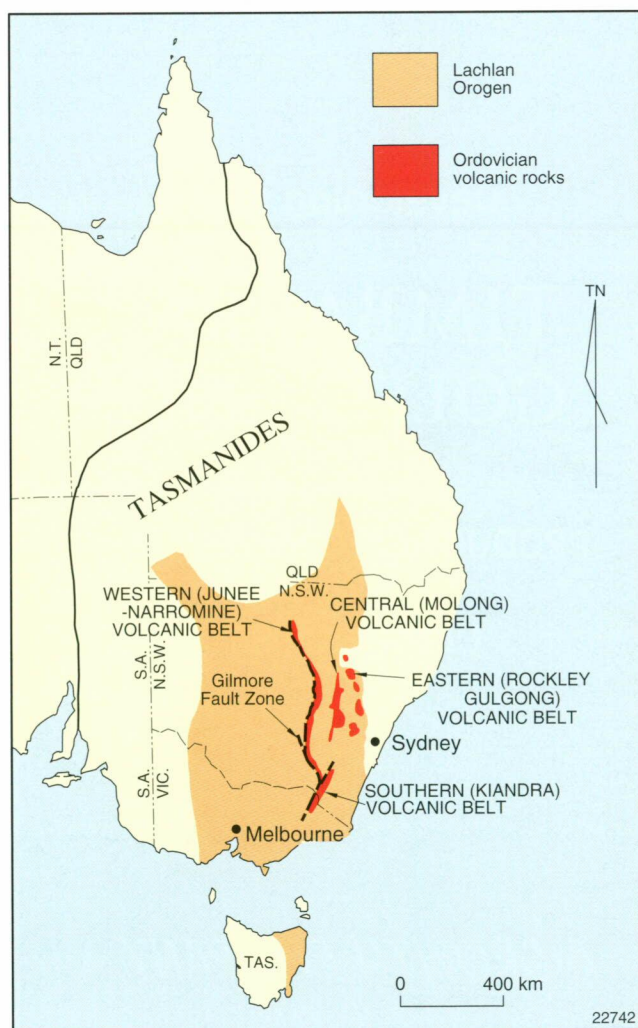 Lachlan
Orogen
Ordovician
volcanic rocks
TN
N.T.
QLD
TASMANIDES
QLD
N.S.W.
WESTERN (JUNEE
-NARROMINE)
VOLCANIC BELT
CENTRAL (MOLONG)
VOLCANIC BELT
S.A.
N.S.W.
Gilmore
Fault Zone
EASTERN (ROCKLEY
GULGONG)
VOLCANIC BELT
Sydney
S.A.
VIC.
SOUTHERN (KIANDRA)
VOLCANIC BELT
Melbourne
TAS.
0 400 km
22742